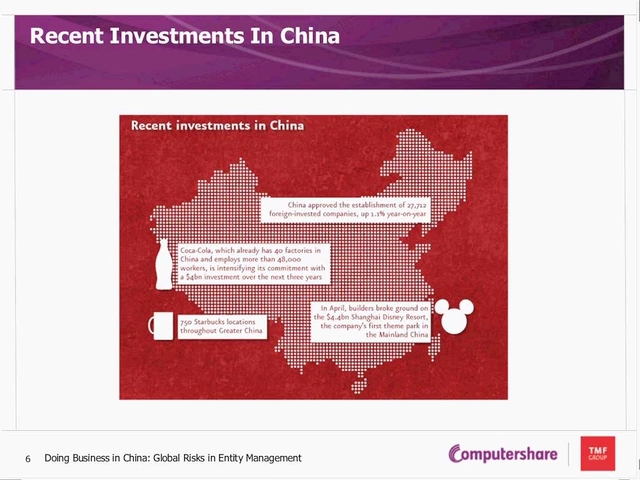 Recent Investments In China
Recent investments in China
China approved the establishment of 27,712
foreign-invested companies, up 1.1% year-on-year
Coca-Cola, which already has 40 factories in
China and employs more than 48,000
workers, is intensifying its commitment with
a $4bn investment over the next three years
750 Starbucks locations
throughout Greater China
In April, builders broke ground on
the $4.4bn Shanghai Disney Resort,
the company's first theme park in
the Mainland China
6 Doing Business in China: Global Risks in Entity Management
Computershare
TMF
GROUP